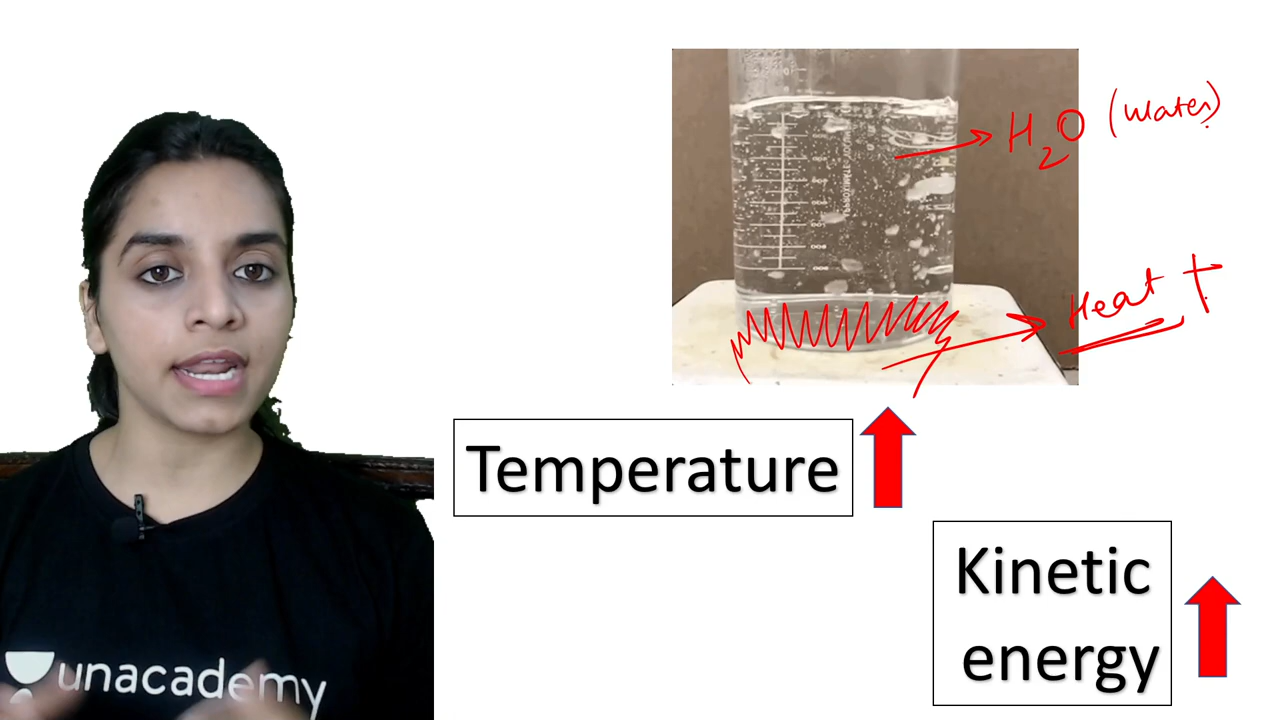 H2O (water)
Heat ↑
Temperature
Kinetic
energy
unacademy